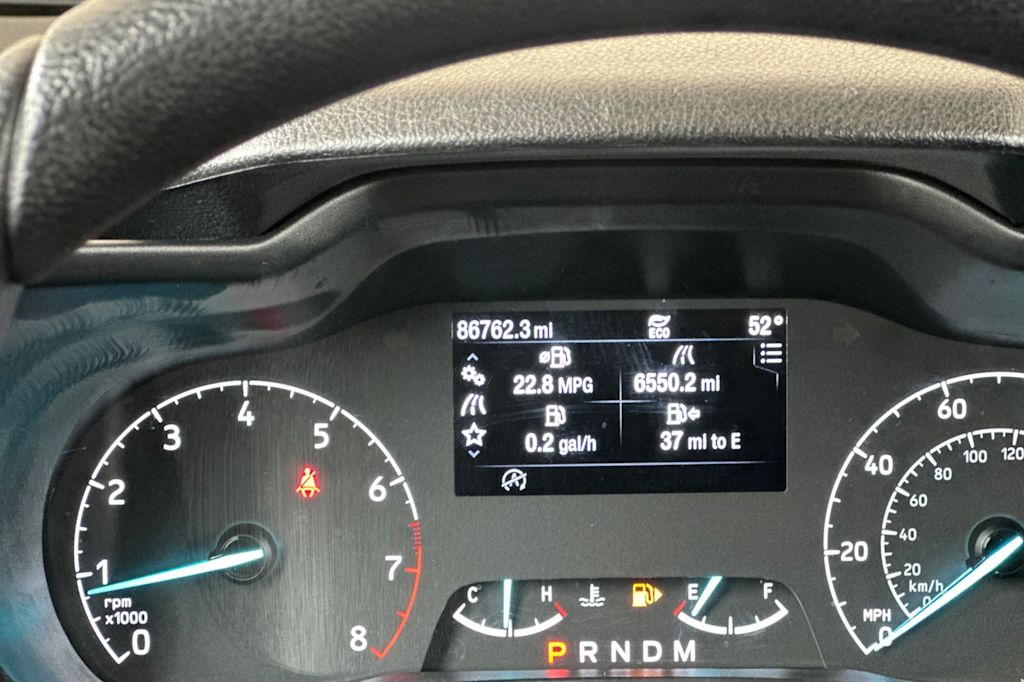 86762.3 mi ECO 52°
22.8 MPG 6550.2 mi
0.2 gal/h 37 mi to E
A
0 1 2 3 4 5 6 7 8
rpm
x1000
C H
E F
P R N D M
0 20 40 60
MPH
0 20 40 60 80 100 120
km/h